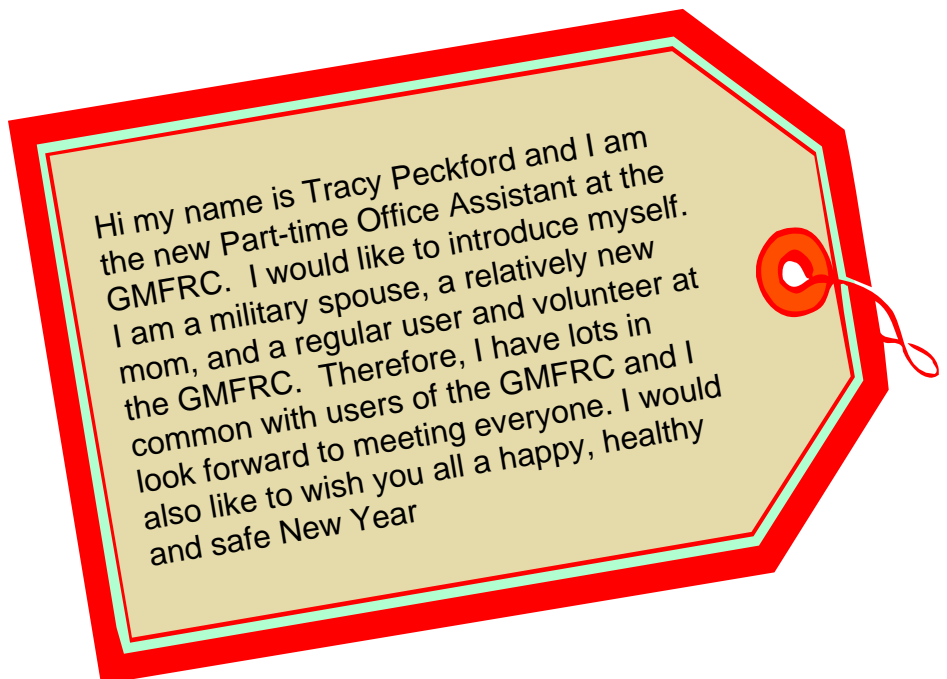 Hi my name is Tracy Peckford and I am
the new Part-time Office Assistant at the
GMFRC.  I would like to introduce myself.
I am a military spouse, a relatively new
mom, and a regular user and volunteer at
the GMFRC.  Therefore, I have lots in
common with users of the GMFRC and I
look forward to meeting everyone. I would
also like to wish you all a happy, healthy
and safe New Year